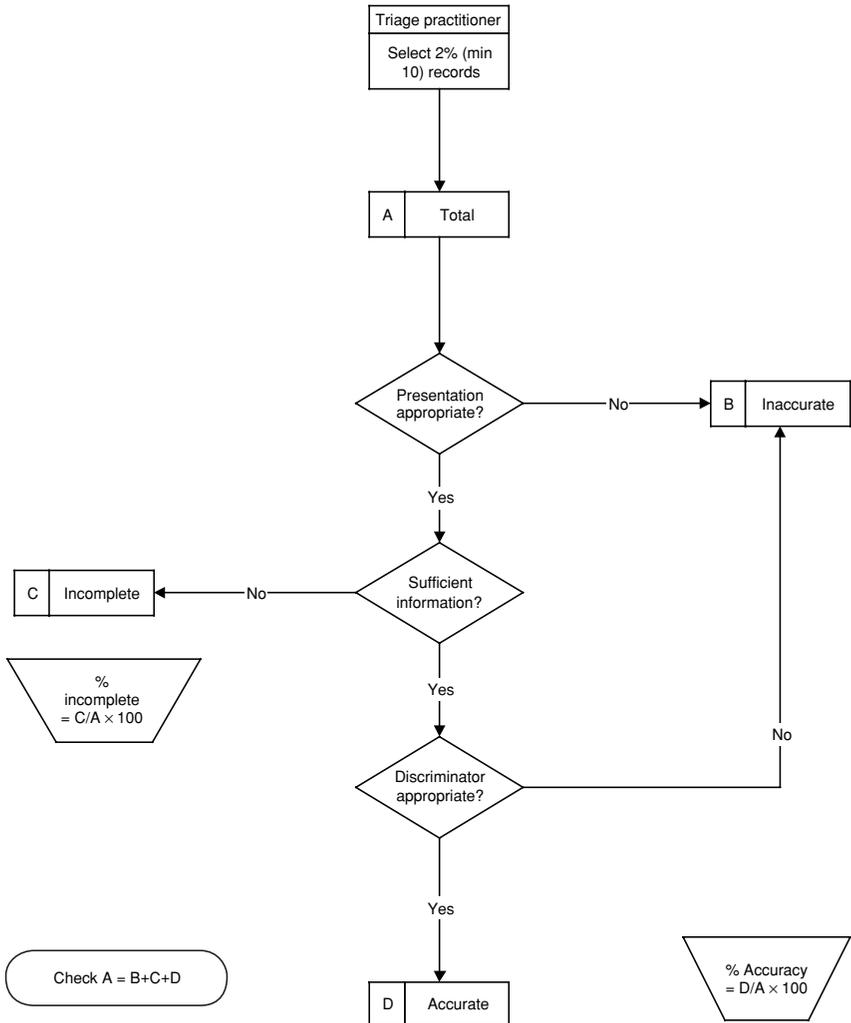 Triage practitioner
Select 2% (min
10) records
A Total
Presentation
appropriate?
No
B Inaccurate
Yes
Sufficient
information?
No
C Incomplete
%
incomplete
= C/A × 100
Yes
Discriminator
appropriate?
No
Yes
Check A = B+C+D
D Accurate
% Accuracy
= D/A × 100